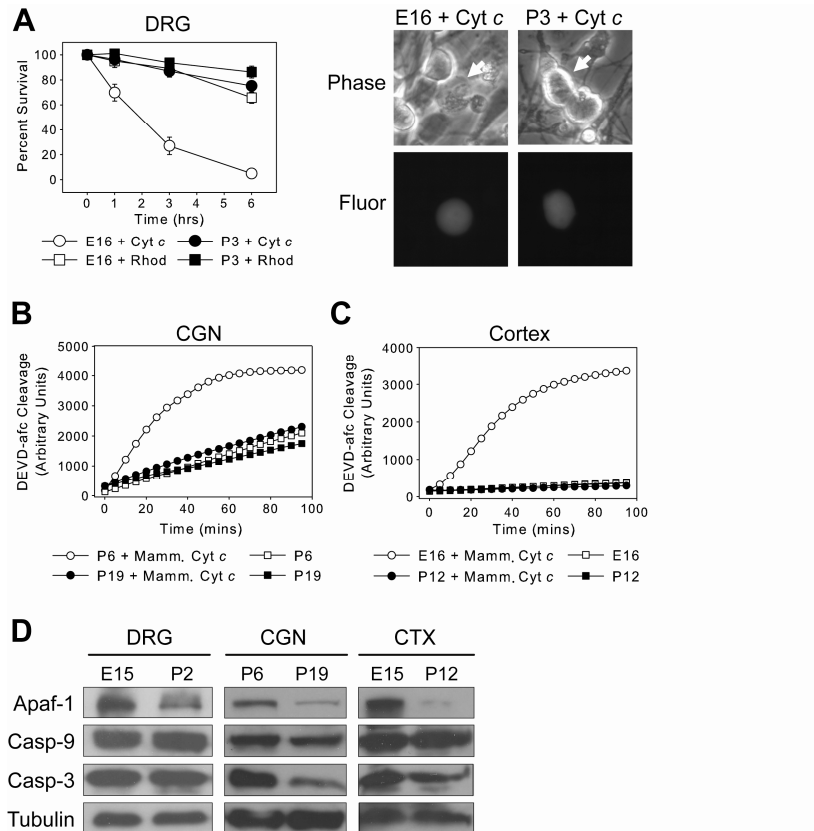 A
DRG
E16 + Cyt c
P3 + Cyt c
Percent Survival
100
80
60
40
20
0
0 1 2 3 4 5 6
Time (hrs)
E16 + Cyt c
P3 + Cyt c
E16 + Rhod
P3 + Rhod
Phase
Fluor
B
CGN
DEVD-afc Cleavage
(Arbitrary Units)
5000
4000
3000
2000
1000
0
0 20 40 60 80 100
Time (mins)
P6 + Mamm. Cyt c
P6
P19 + Mamm. Cyt c
P19
C
Cortex
DEVD-afc Cleavage
(Arbitrary Units)
4000
3000
2000
1000
0
0 20 40 60 80 100
Time (mins)
E16 + Mamm. Cyt c
E16
P12 + Mamm. Cyt c
P12
D
DRG CGN CTX
E15 P2 P6 P19 E15 P12
Apaf-1
Casp-9
Casp-3
Tubulin